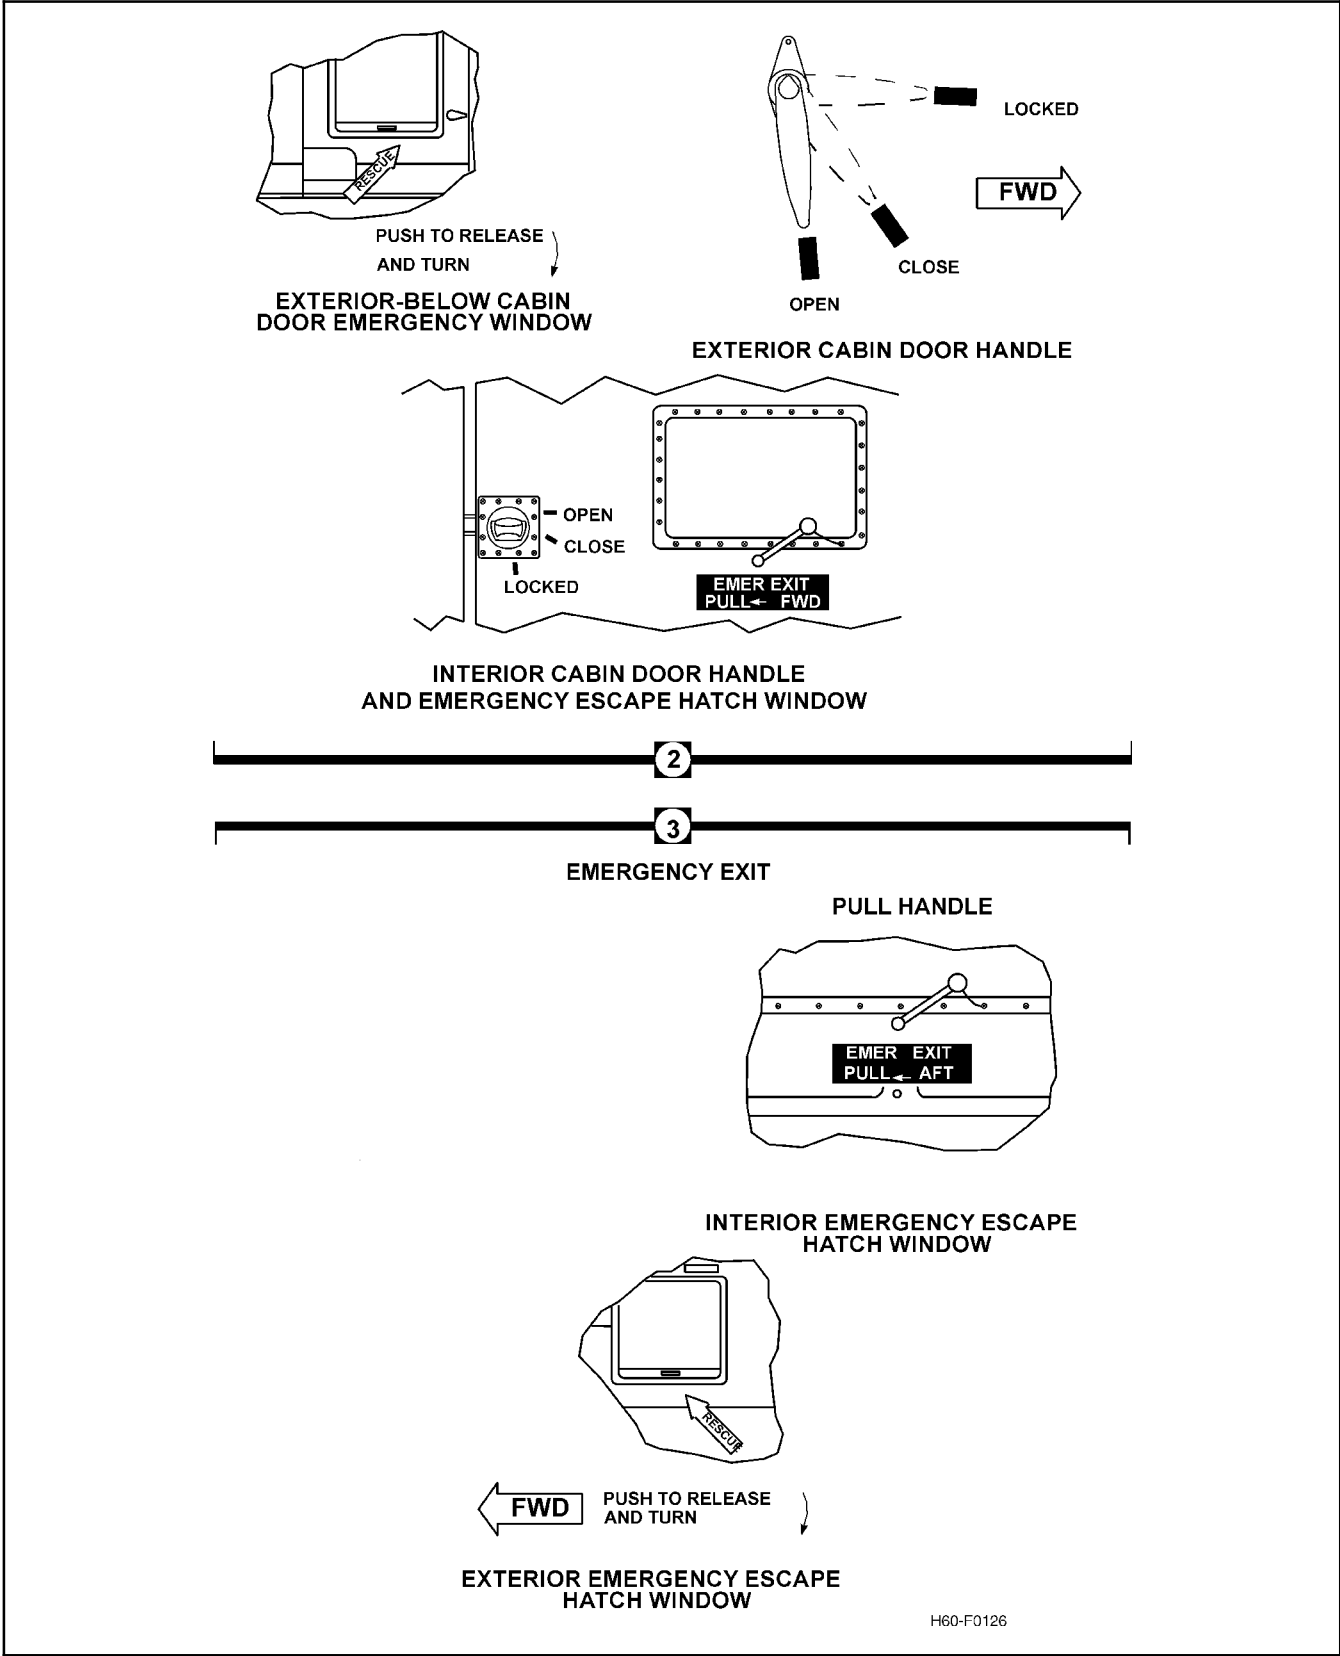 RESCUE
PUSH TO RELEASE
AND TURN
EXTERIOR-BELOW CABIN
DOOR EMERGENCY WINDOW
LOCKED
FWD
CLOSE
OPEN
EXTERIOR CABIN DOOR HANDLE
OPEN
CLOSE
LOCKED
EMER EXIT
PULL← FWD
INTERIOR CABIN DOOR HANDLE
AND EMERGENCY ESCAPE HATCH WINDOW
2
3
EMERGENCY EXIT
PULL HANDLE
EMER EXIT
PULL← AFT
INTERIOR EMERGENCY ESCAPE
HATCH WINDOW
RESCUE
FWD
PUSH TO RELEASE
AND TURN
EXTERIOR EMERGENCY ESCAPE
HATCH WINDOW
H60-F0126